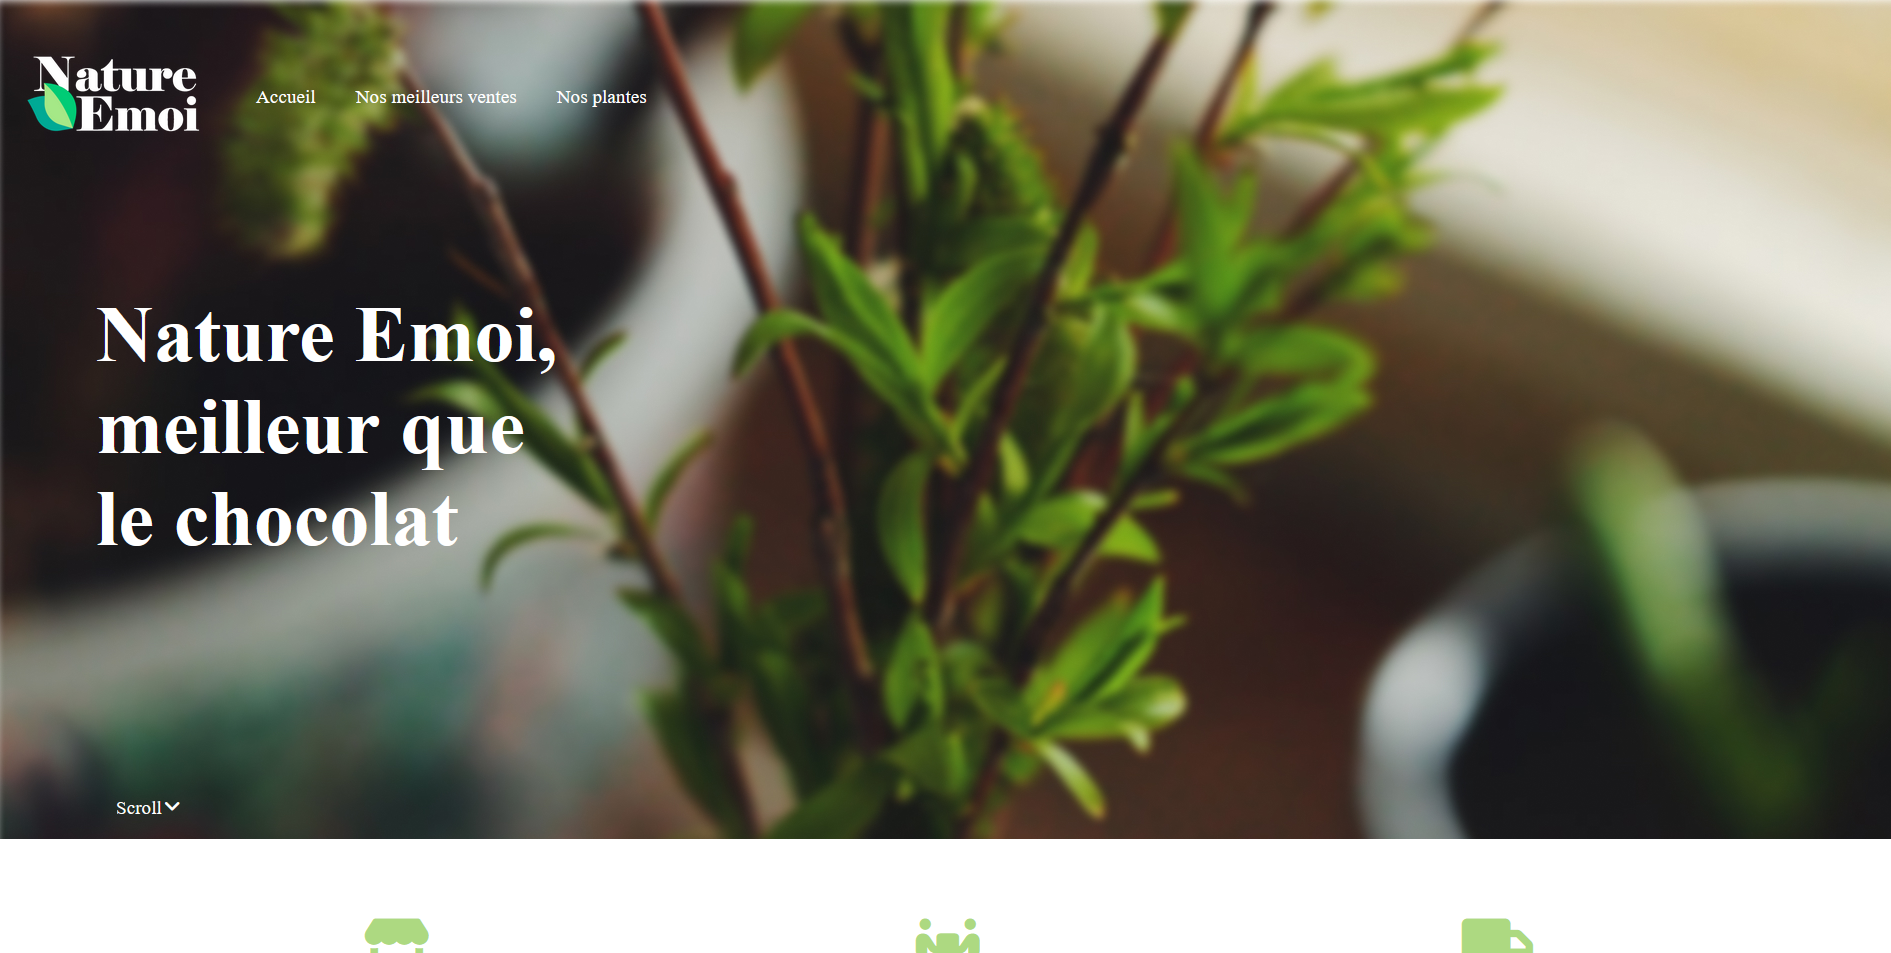 Nature
Emoi
Accueil
Nos meilleurs ventes
Nos plantes
Nature Emoi,
meilleur que
le chocolat
Scroll